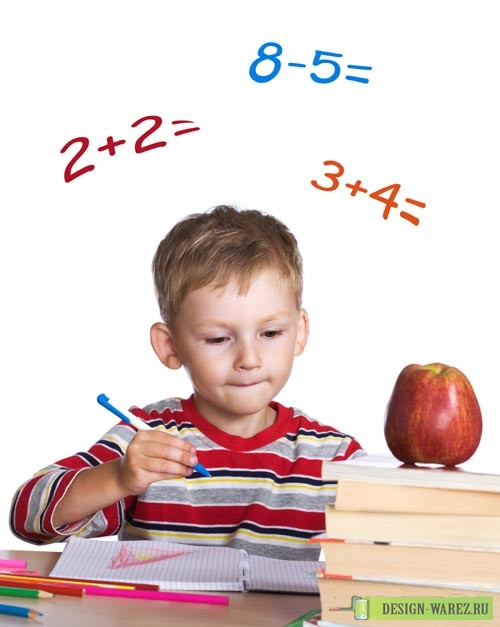 8-5=
2+2=
3+4=
DESIGN-WAREZ.RU